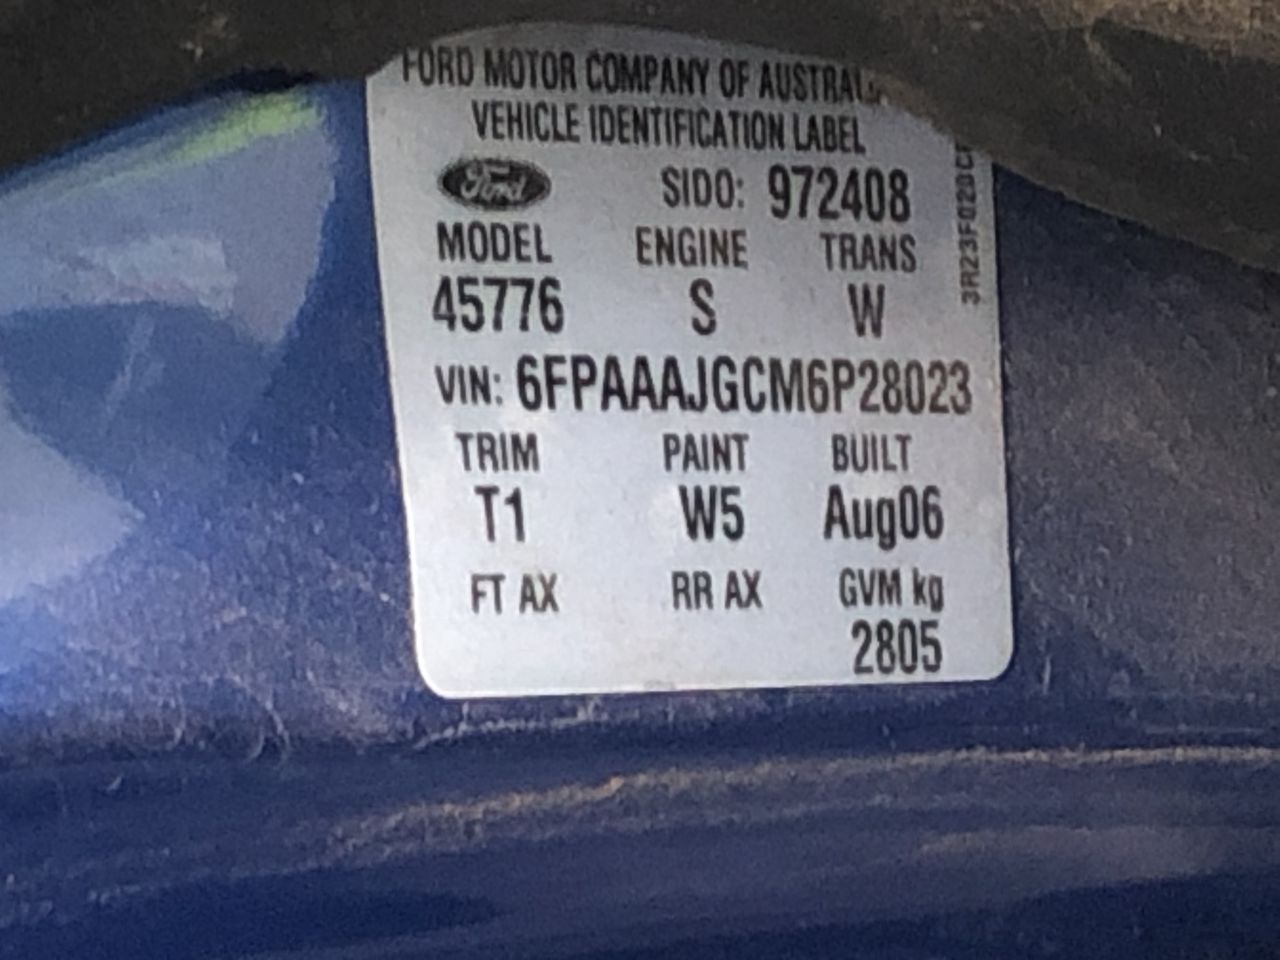 FORD MOTOR COMPANY OF
VEHICLE IDENTIFICATION LABEL
Ford SIDO: 972408
MODEL ENGINE TRANS
45776 S W
VIN: 6FPAAAJGCM6P28023
TRIM PAINT BUILT
T1 W5 Aug06
FT AX RR AX GVM kg
2805